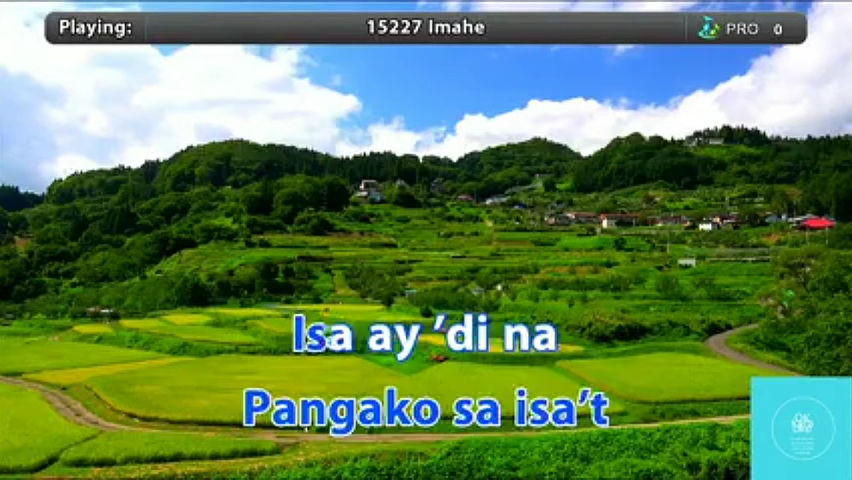 Playing:
15227 Imahe
PRO 0
Isa ay 'di na
Pangako sa isa't